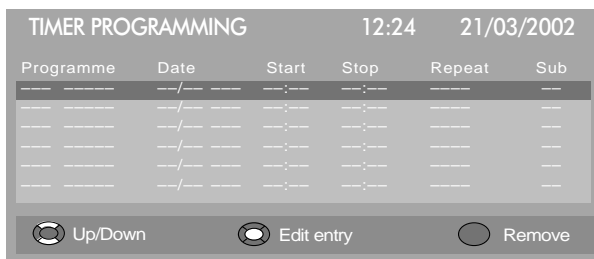 TIMER PROGRAMMING 12:24 21/03/2002
Programme Date Start Stop Repeat Sub
––– ––––– ––/–– ––– ––:–– ––:–– –––– ––
––– ––––– ––/–– ––– ––:–– ––:–– –––– ––
––– ––––– ––/–– ––– ––:–– ––:–– –––– ––
––– ––––– ––/–– ––– ––:–– ––:–– –––– ––
––– ––––– ––/–– ––– ––:–– ––:–– –––– ––
––– ––––– ––/–– ––– ––:–– ––:–– –––– ––
Up/Down Edit entry Remove